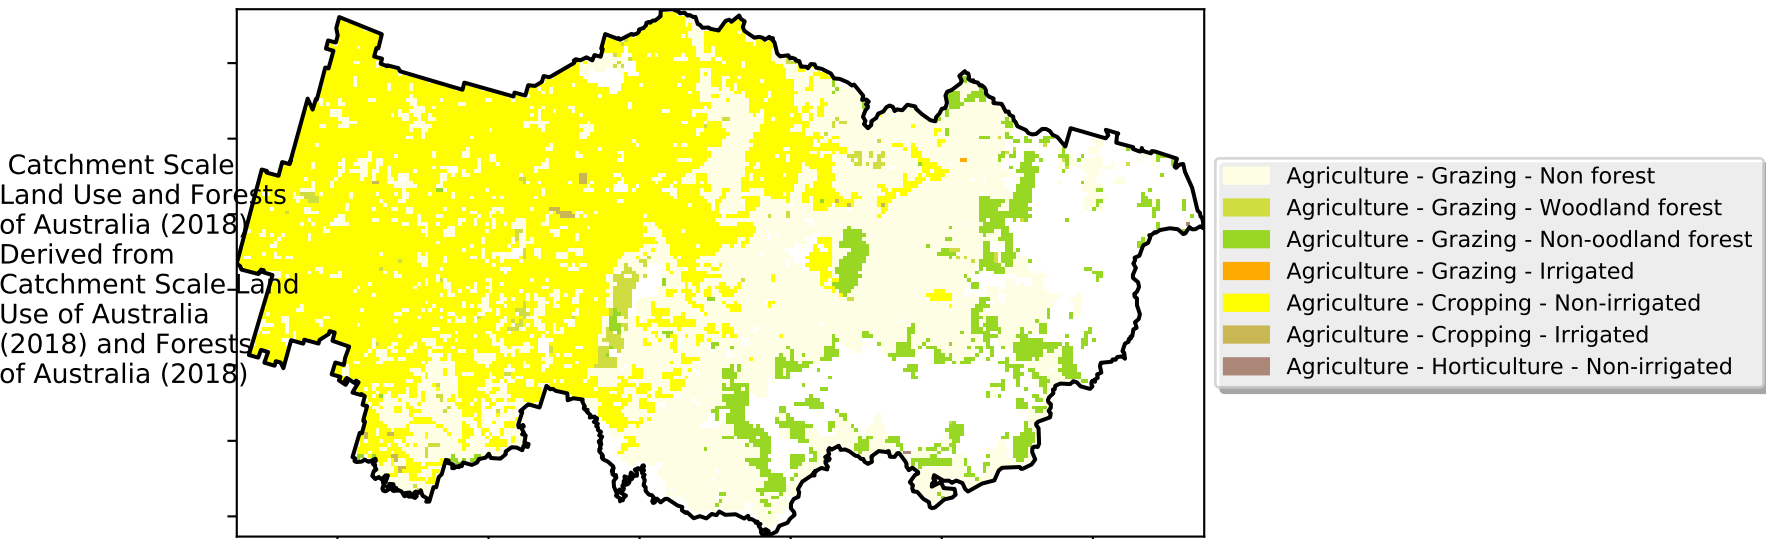 Catchment Scale
Land Use and Forests
of Australia (2018)
Derived from
Catchment Scale Land
Use of Australia
(2018) and Forests
of Australia (2018)
Agriculture - Grazing - Non forest
Agriculture - Grazing - Woodland forest
Agriculture - Grazing - Non-oodland forest
Agriculture - Grazing - Irrigated
Agriculture - Cropping - Non-irrigated
Agriculture - Cropping - Irrigated
Agriculture - Horticulture - Non-irrigated